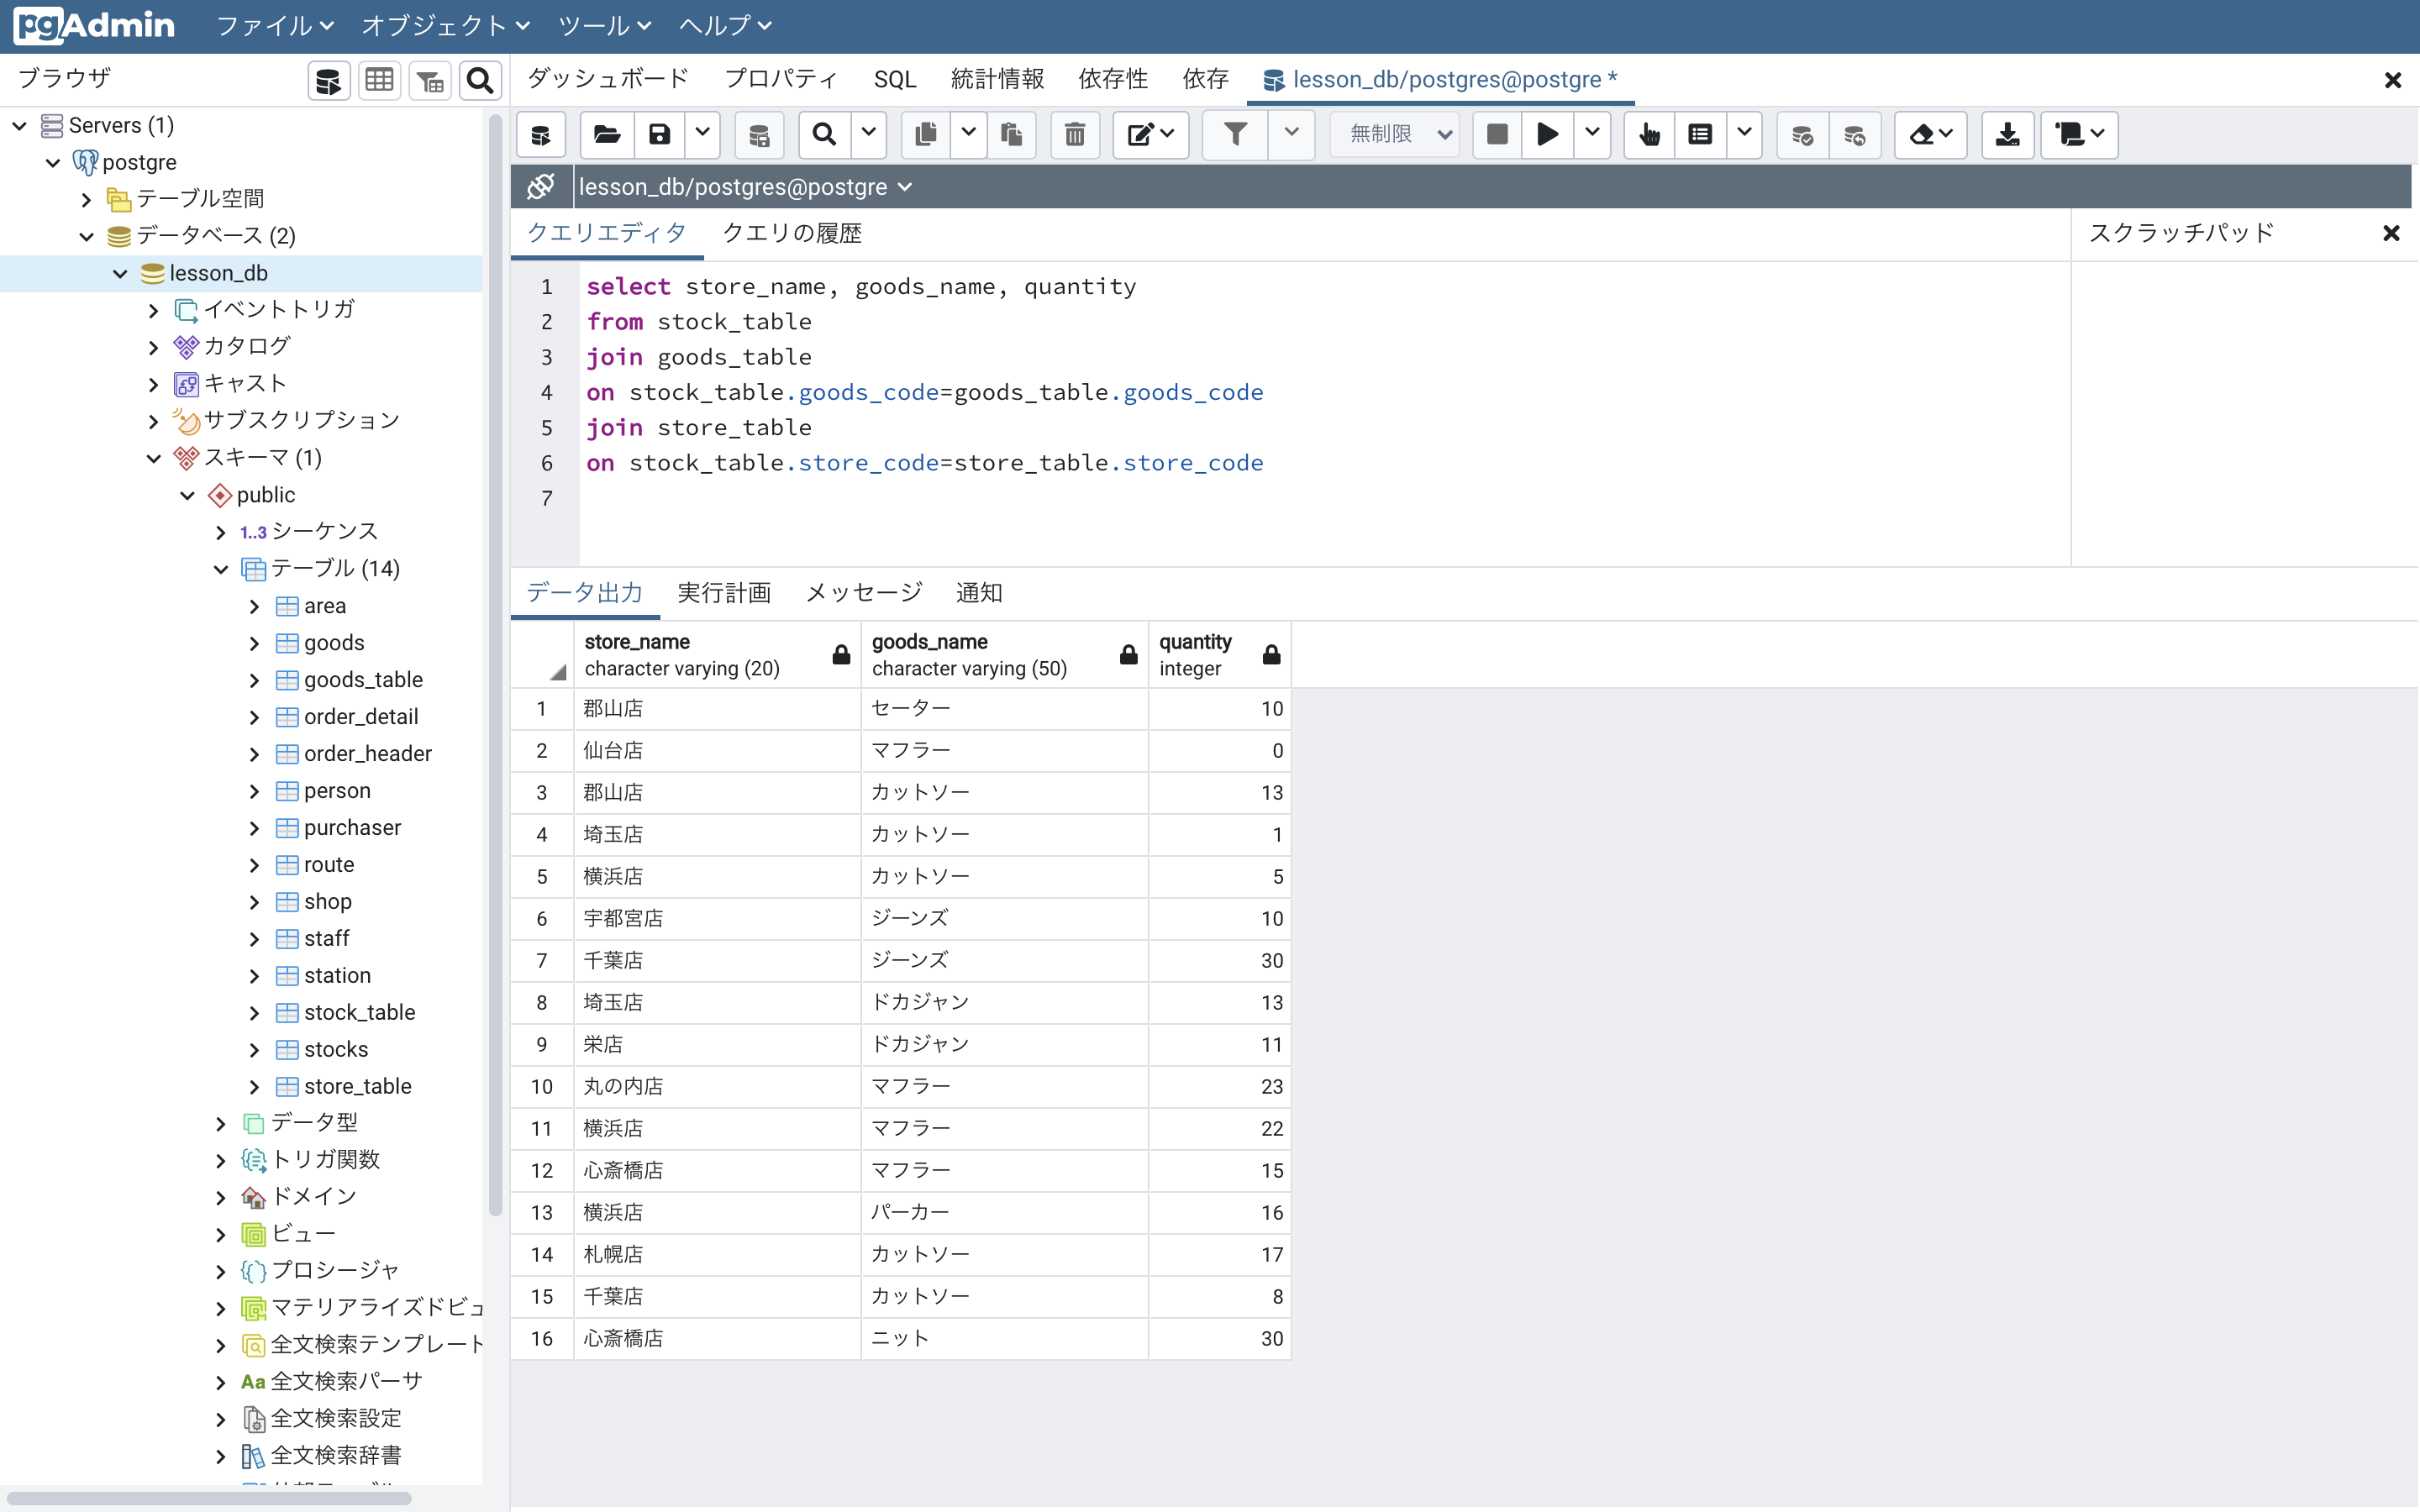 pgAdmin ファイル オブジェクト ツール ヘルプ
ブラウザ
ダッシュボード プロパティ SQL 統計情報 依存性 依存 lesson_db/postgres@postgre *
Servers (1)
postgre
テーブル空間
データベース (2)
lesson_db
イベントトリガ
カタログ
キャスト
サブスクリプション
スキーマ (1)
public
1..3 シーケンス
テーブル (14)
area
goods
goods_table
order_detail
order_header
person
purchaser
route
shop
staff
station
stock_table
stocks
store_table
データ型
トリガ関数
ドメイン
ビュー
プロシージャ
マテリアライズドビュ
全文検索テンプレート
Aa 全文検索パーサ
全文検索設定
全文検索辞書
無制限
lesson_db/postgres@postgre
クエリエディタ クエリの履歴
スクラッチパッド
1 select store_name, goods_name, quantity
2 from stock_table
3 join goods_table
4 on stock_table.goods_code=goods_table.goods_code
5 join store_table
6 on stock_table.store_code=store_table.store_code
7
データ出力 実行計画 メッセージ 通知
store_name goods_name quantity
character varying (20) character varying (50) integer
1 郡山店 セーター 10
2 仙台店 マフラー 0
3 郡山店 カットソー 13
4 埼玉店 カットソー 1
5 横浜店 カットソー 5
6 宇都宮店 ジーンズ 10
7 千葉店 ジーンズ 30
8 埼玉店 ドカジャン 13
9 栄店 ドカジャン 11
10 丸の内店 マフラー 23
11 横浜店 マフラー 22
12 心斎橋店 マフラー 15
13 横浜店 パーカー 16
14 札幌店 カットソー 17
15 千葉店 カットソー 8
16 心斎橋店 ニット 30